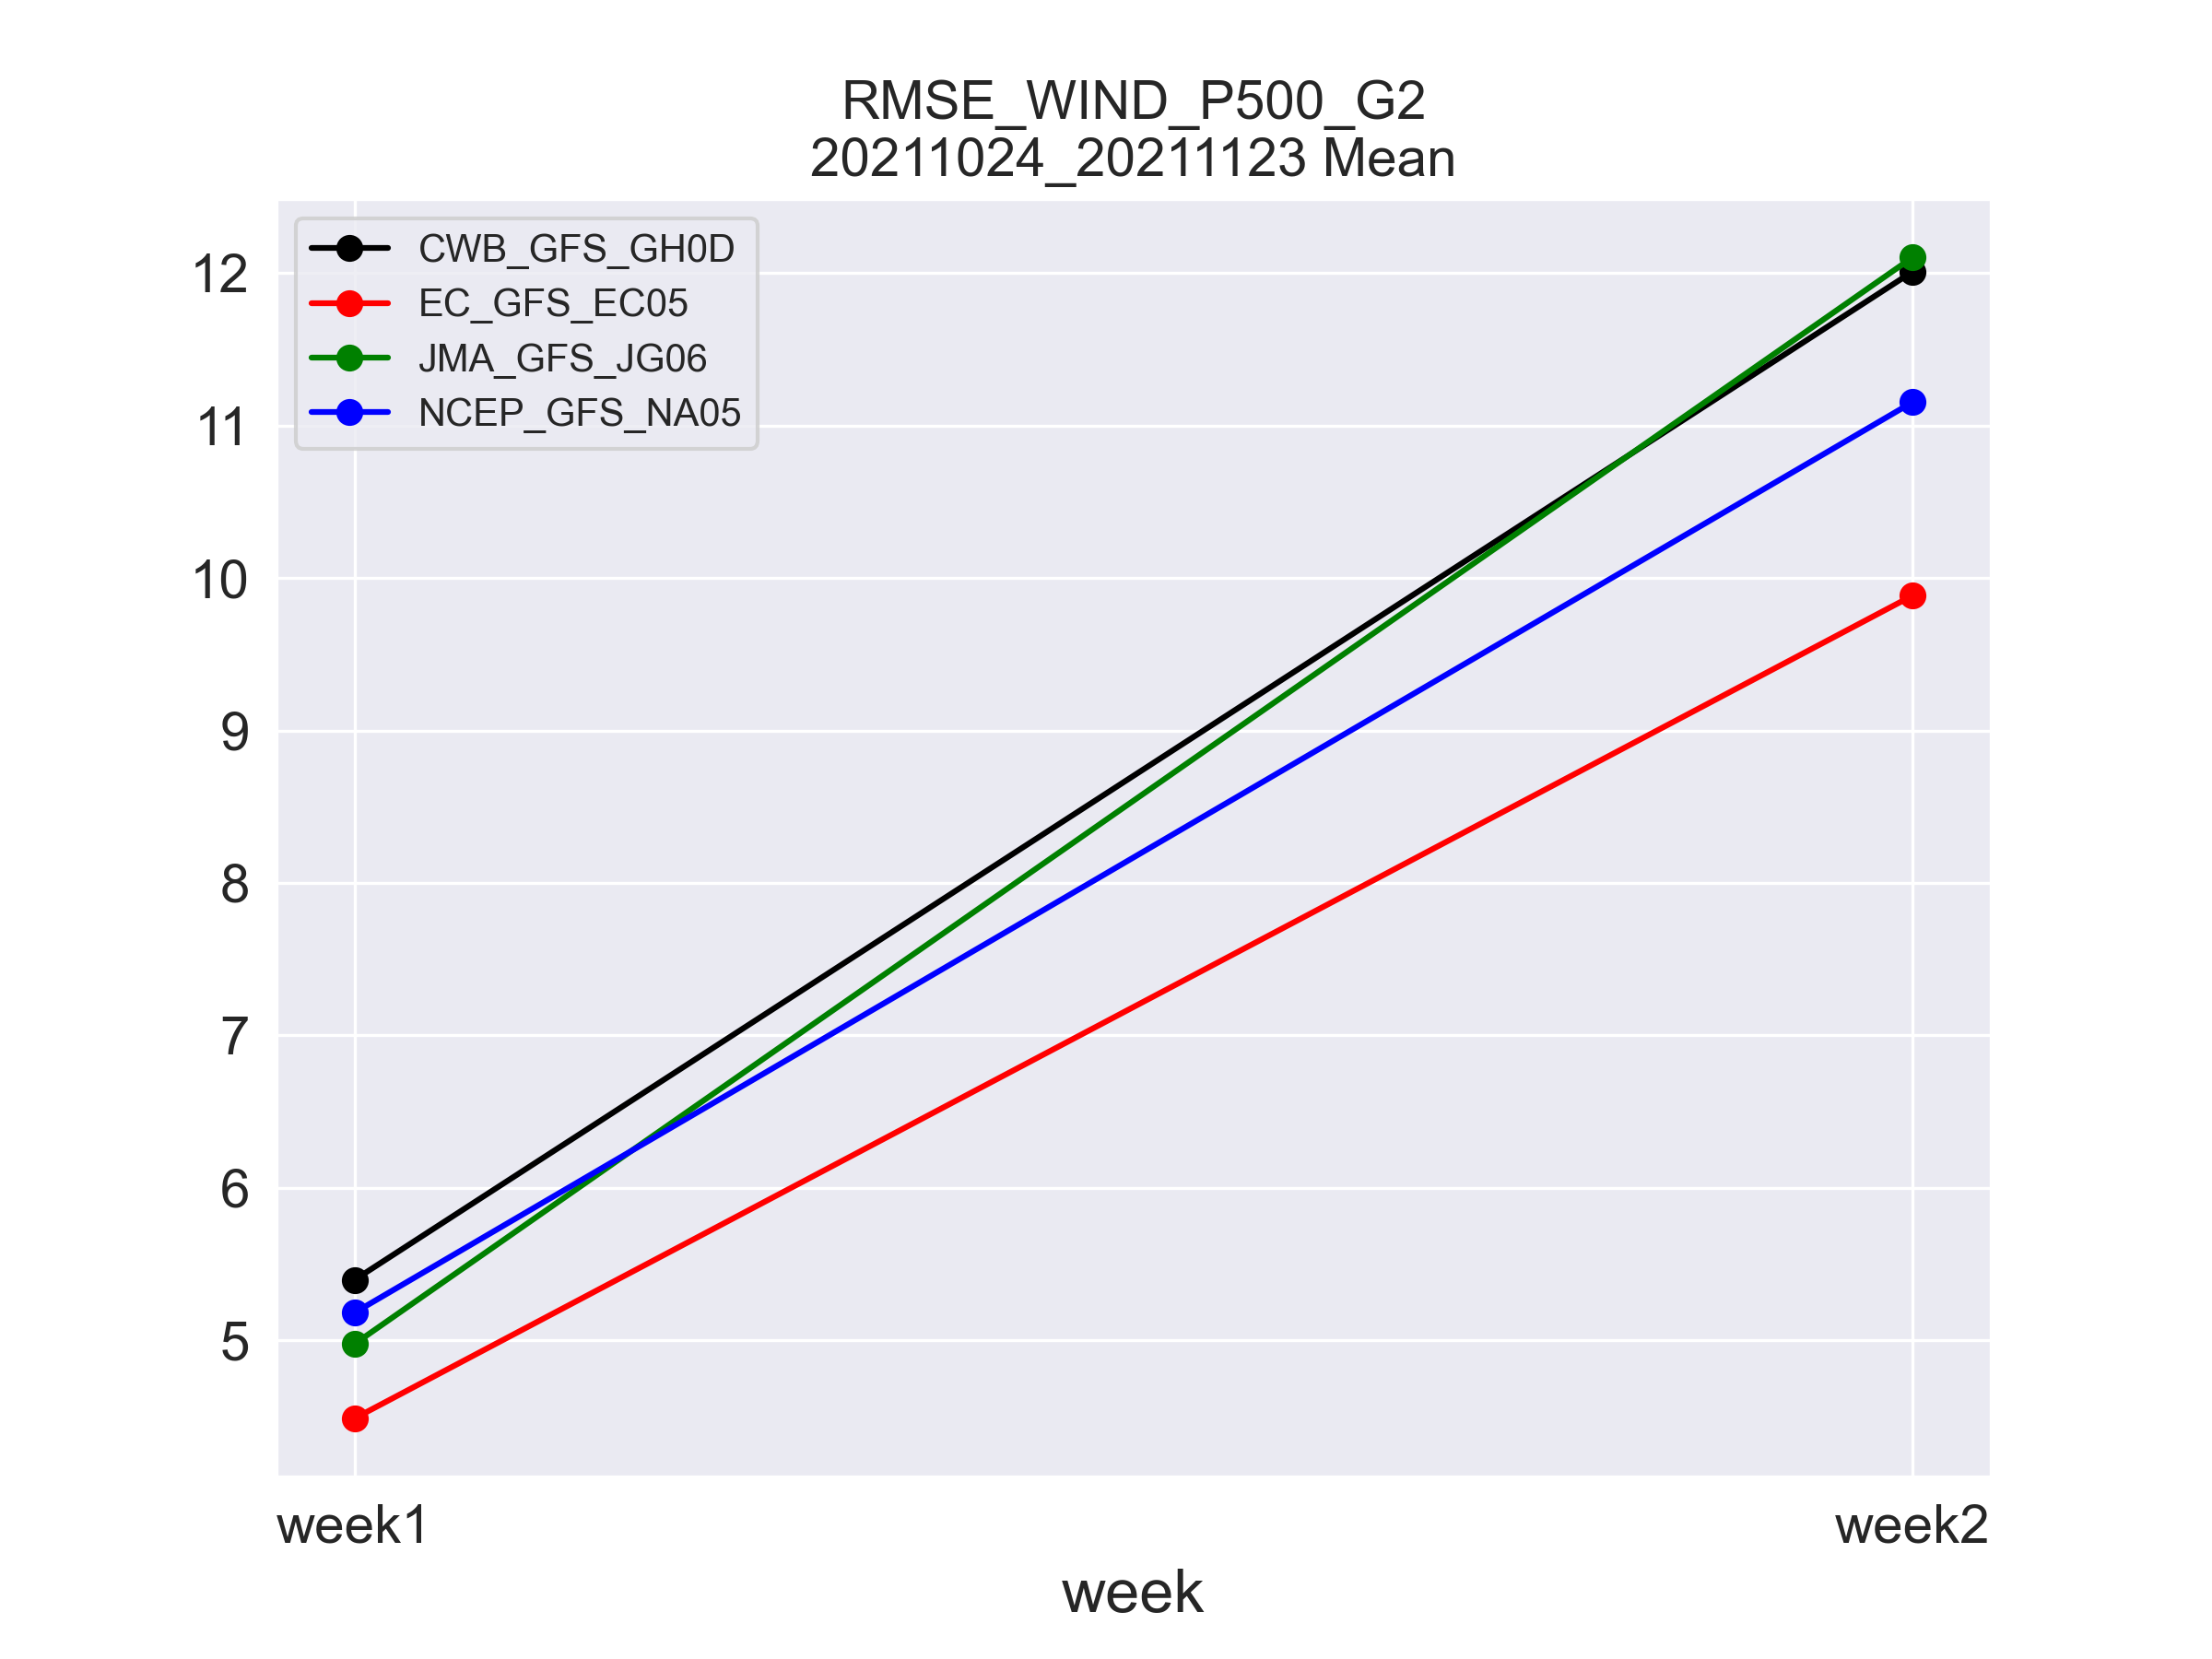 RMSE_WIND_P500_G2
20211024_20211123 Mean
CWB_GFS_GH0D
EC_GFS_EC05
JMA_GFS_JG06
NCEP_GFS_NA05
12
11
10
9
8
7
6
5
week1
week2
week